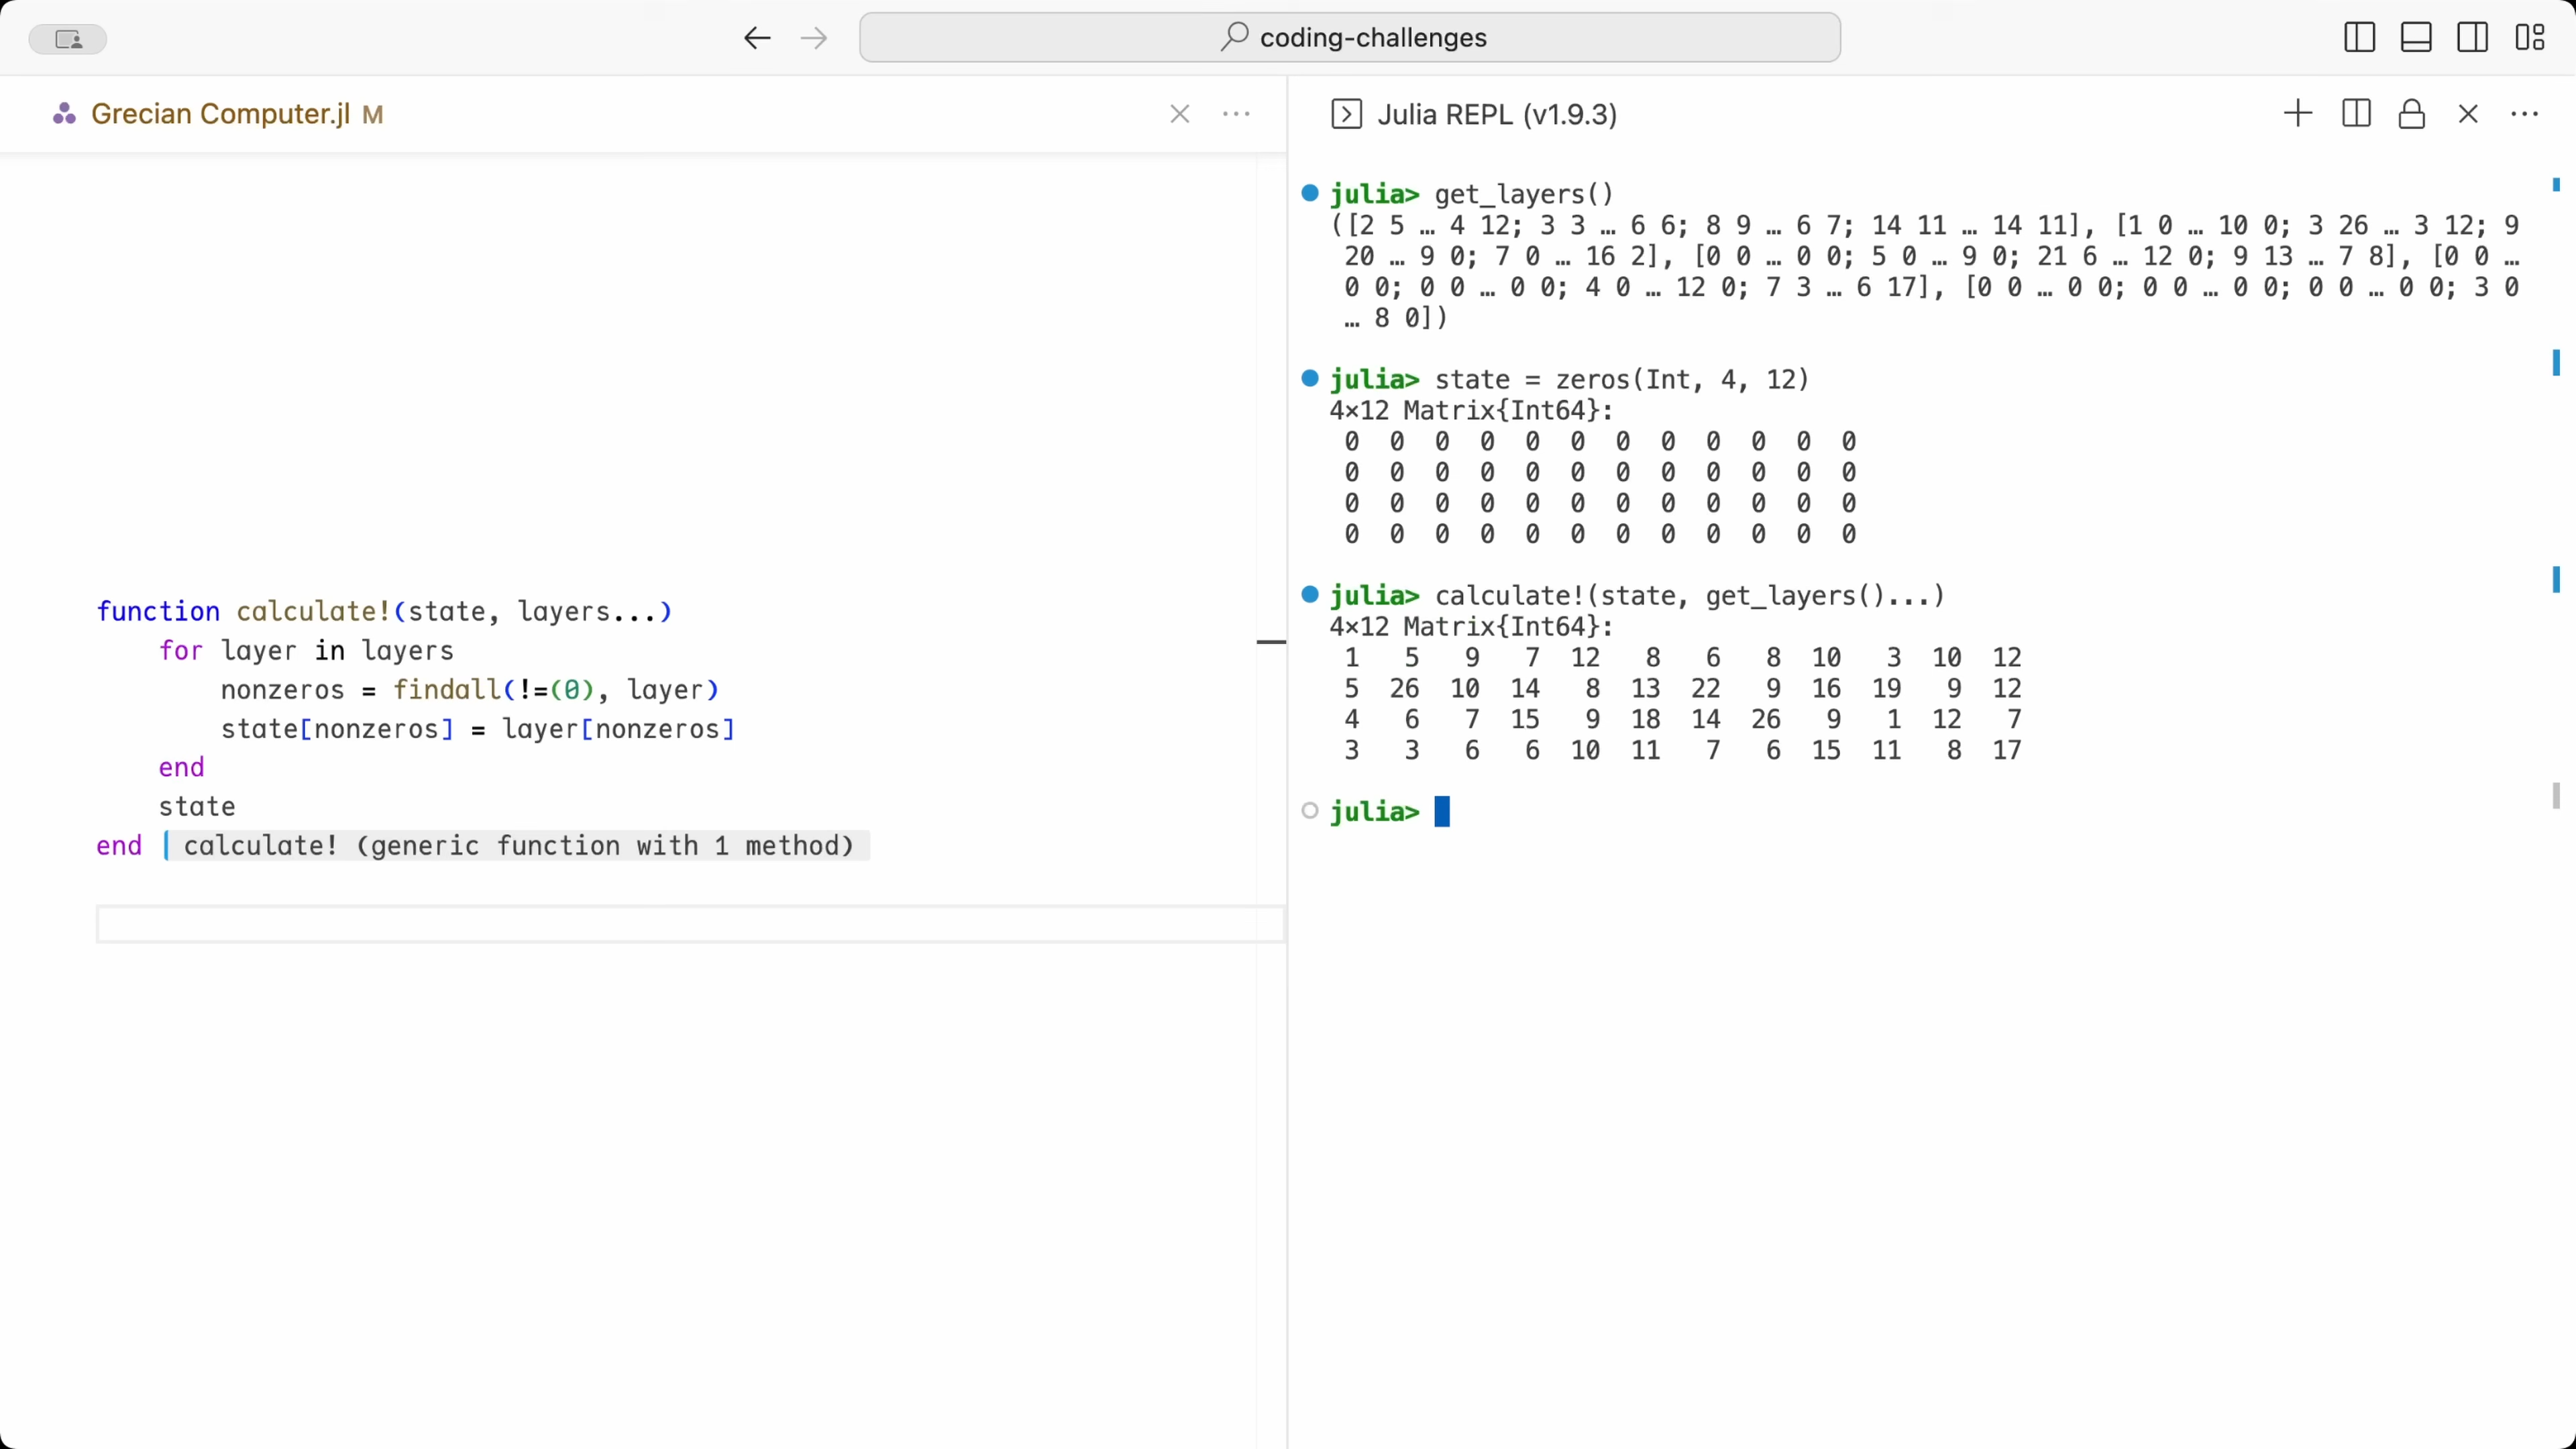 coding-challenges
Grecian Computer.jl M
function calculate!(state, layers...)
    for layer in layers
        nonzeros = findall(!=(0), layer)
        state[nonzeros] = layer[nonzeros]
    end
    state
end calculate! (generic function with 1 method)
Julia REPL (v1.9.3)
julia> get_layers()
([2 5 … 4 12; 3 3 … 6 6; 8 9 … 6 7; 14 11 … 14 11], [1 0 … 10 0; 3 26 … 3 12; 9
 20 … 9 0; 7 0 … 16 2], [0 0 … 0 0; 5 0 … 9 0; 21 6 … 12 0; 9 13 … 7 8], [0 0 …
 0 0; 0 0 … 0 0; 4 0 … 12 0; 7 3 … 6 17], [0 0 … 0 0; 0 0 … 0 0; 0 0 … 0 0; 3 0
 … 8 0])
julia> state = zeros(Int, 4, 12)
4×12 Matrix{Int64}:
 0  0  0  0  0  0  0  0  0  0  0  0
 0  0  0  0  0  0  0  0  0  0  0  0
 0  0  0  0  0  0  0  0  0  0  0  0
 0  0  0  0  0  0  0  0  0  0  0  0
julia> calculate!(state, get_layers()...)
4×12 Matrix{Int64}:
 1   5   9   7  12   8   6   8  10   3  10  12
 5  26  10  14   8  13  22   9  16  19   9  12
 4   6   7  15   9  18  14  26   9   1  12   7
 3   3   6   6  10  11   7   6  15  11   8  17
julia>